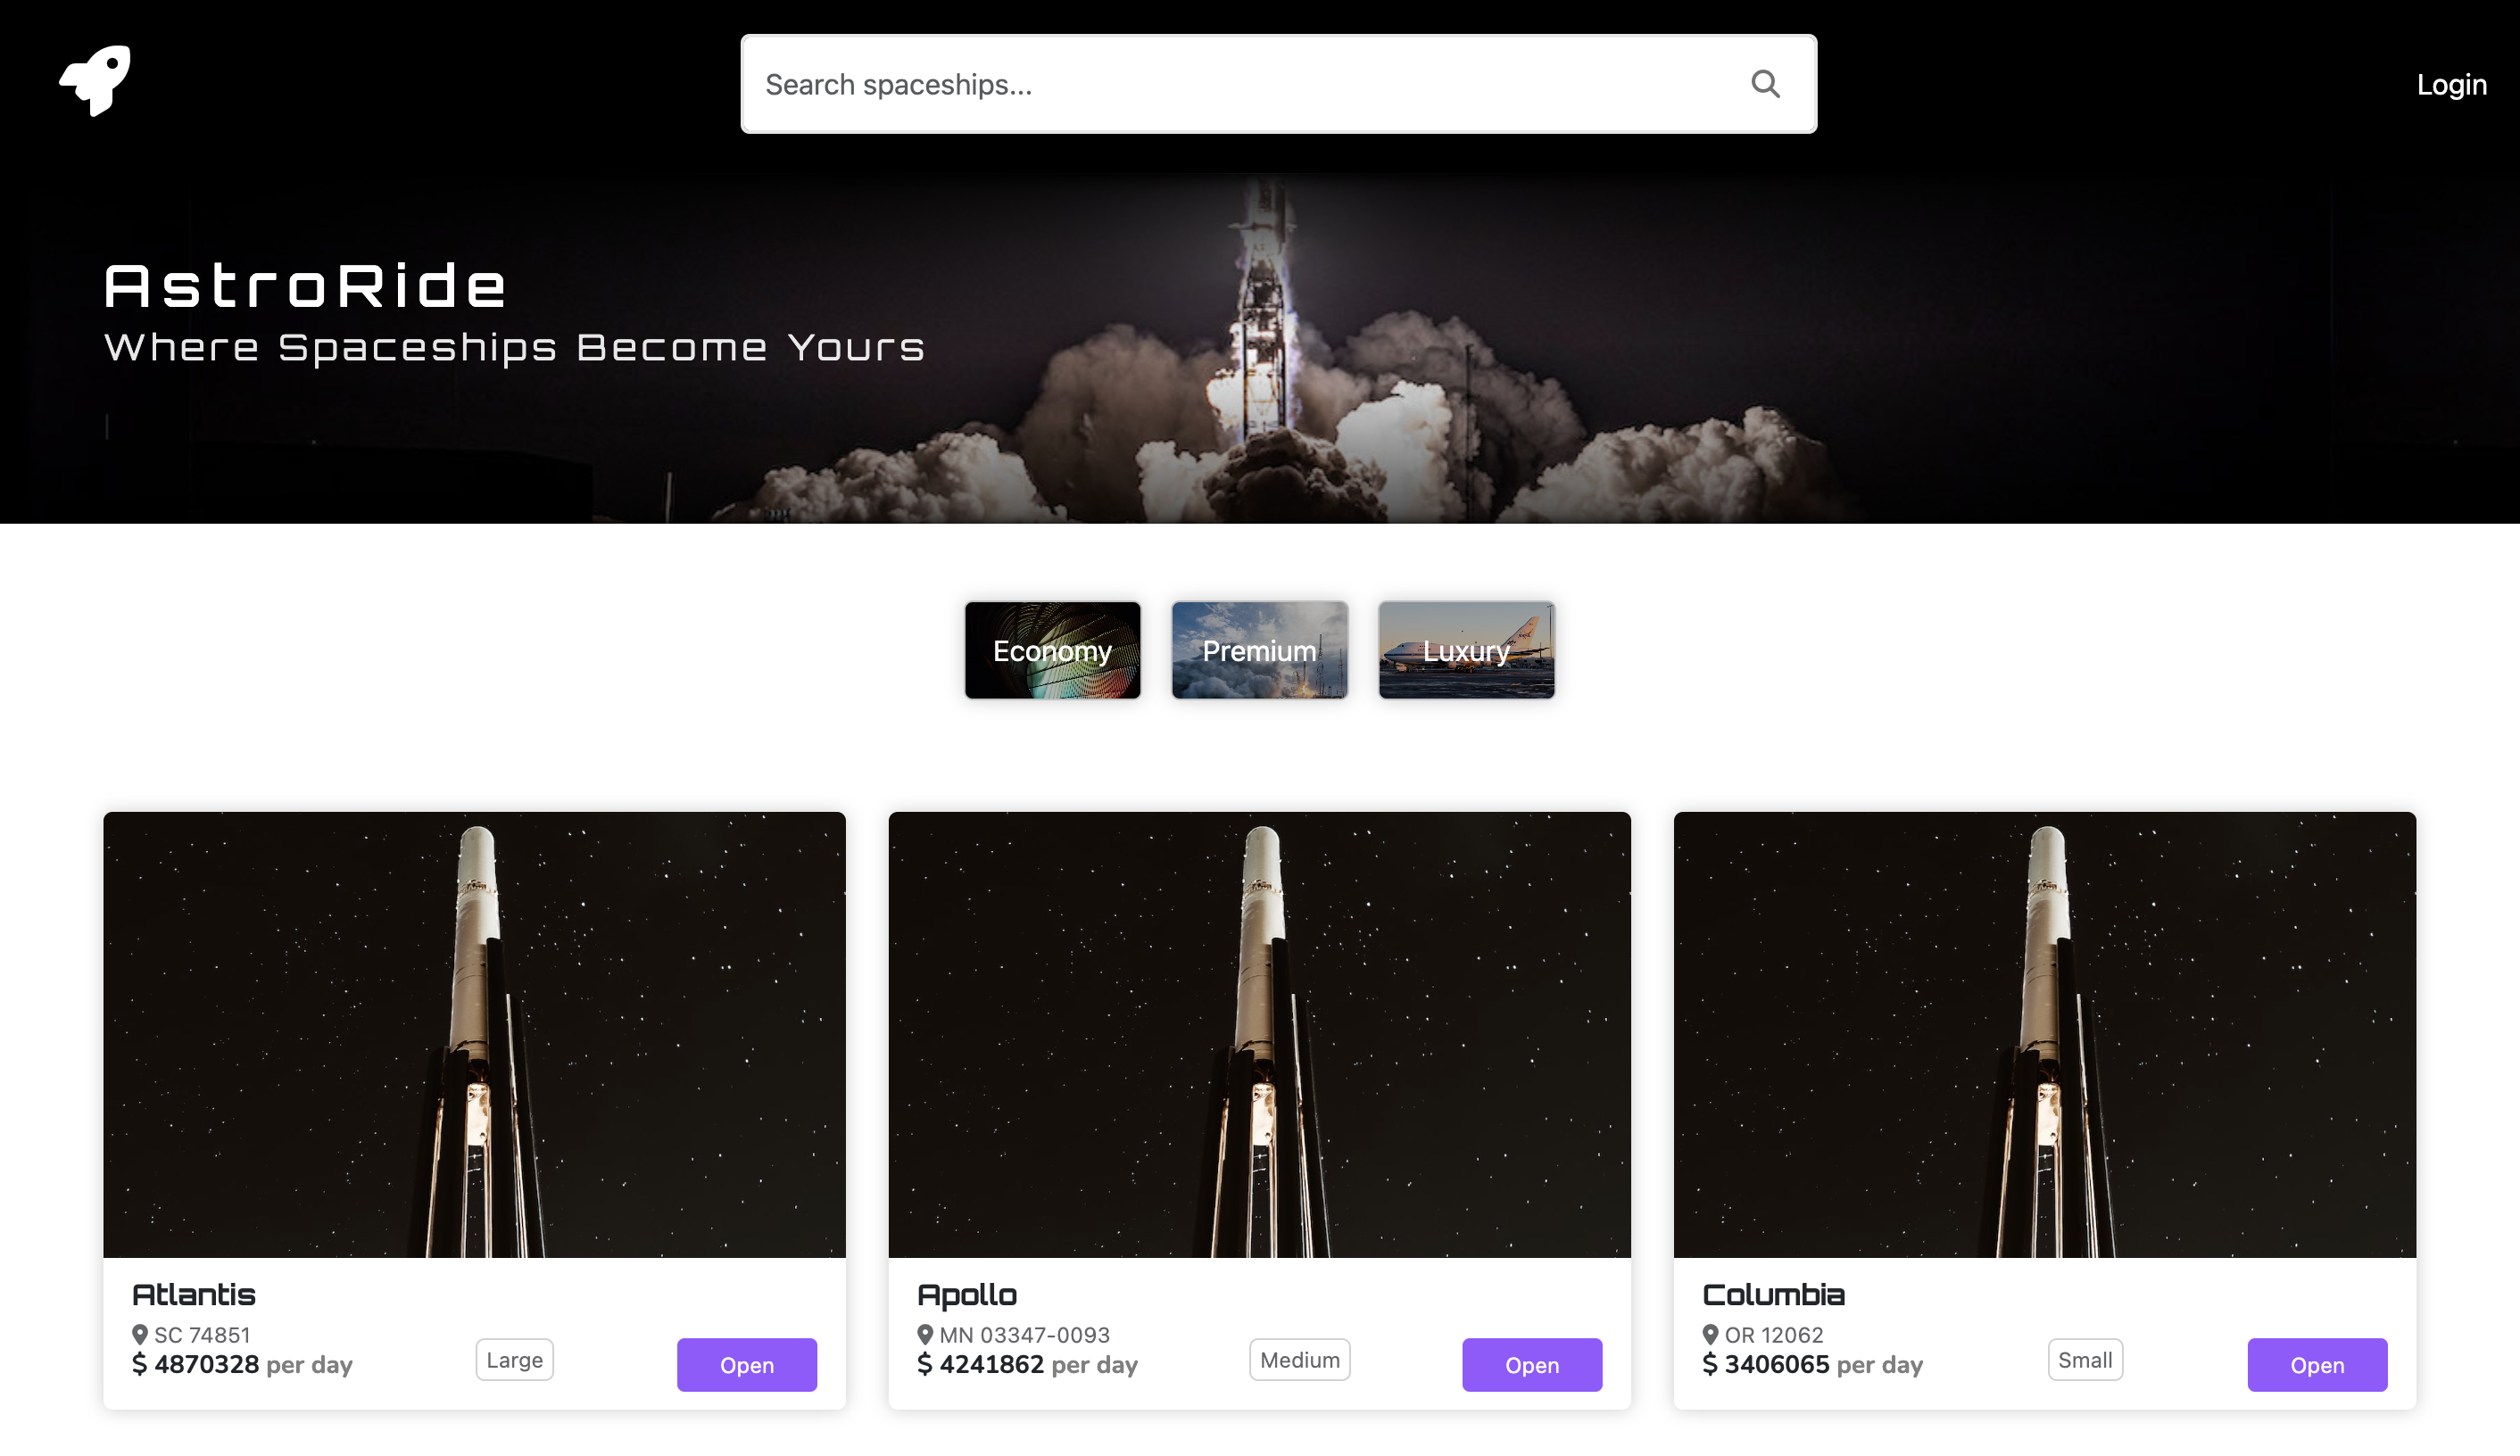 Search spaceships...
Login
AstroRide
Where Spaceships Become Yours
Economy
Premium
Luxury
Atlantis
SC 74851
$ 4870328 per day
Large
Open
Apollo
MN 03347-0093
$ 4241862 per day
Medium
Open
Columbia
OR 12062
$ 3406065 per day
Small
Open